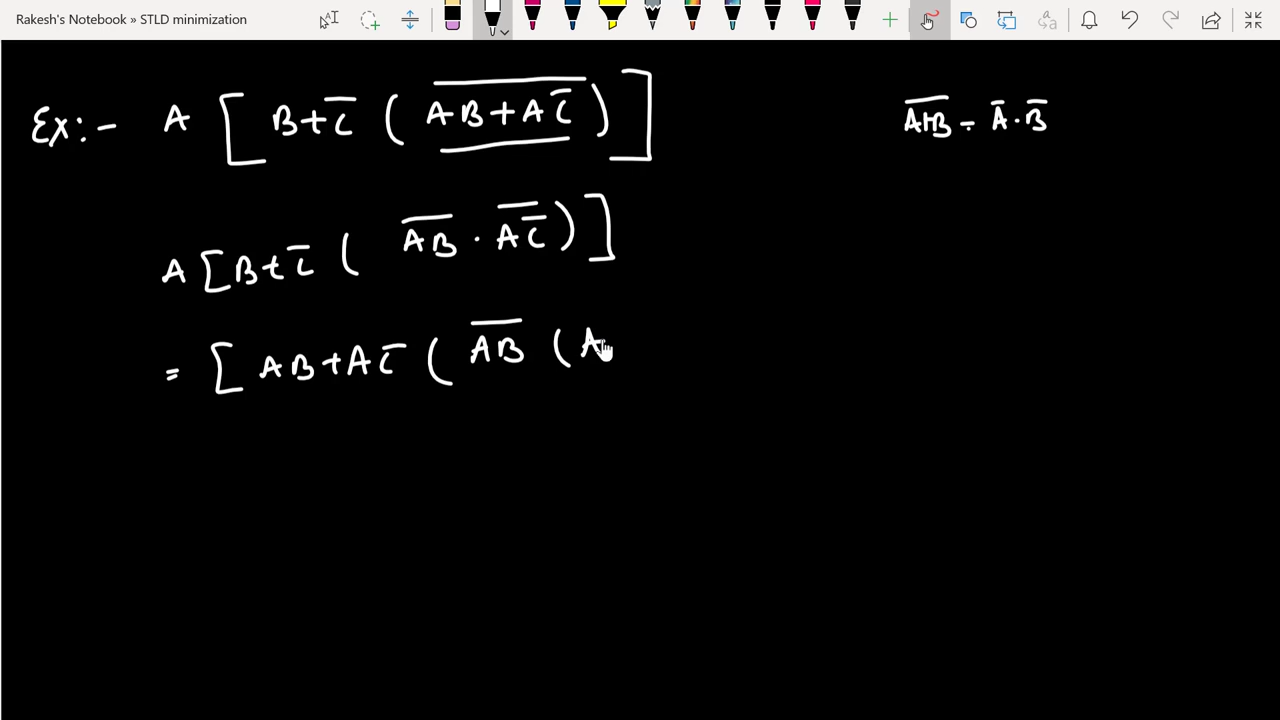 Rakesh's Notebook » STLD minimization
Ex:- A [ B+C̅ ( A̅B̅+̅A̅C̿ ) ]
A̅+̅B̅ = A̅·B̅
A [ B+C̅ ( A̅B̅ · A̅C̿ ) ]
= [ AB+AC̅ ( A̅B̅ ( A